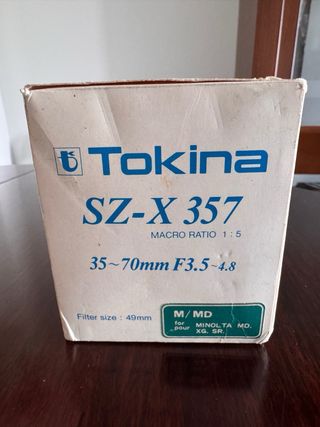 Tokina
SZ-X 357
MACRO RATIO 1:5
35~70mm F3.5~4.8
Filter size : 49mm
M/MD
for pour MINOLTA MD.
XG. SR.